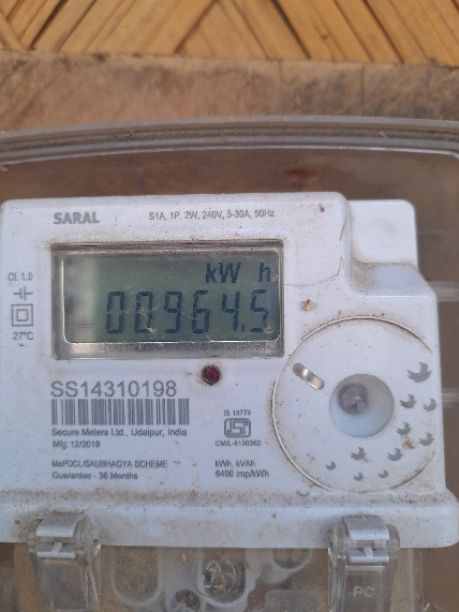 SARAL
S1A, 1P, 2W, 240V, 5-30A, 50Hz
kW h
00964.5
CL 1.0
27°C
SS14310198
Secure Meters Ltd., Udaipur, India
Mfg: 12/2019
IS 13779
CM/L-6156362
MePDCL/SAUBHAGYA SCHEME
Guarantee - 36 Months
kWh, kVAh
6400 imp/kWh
PC